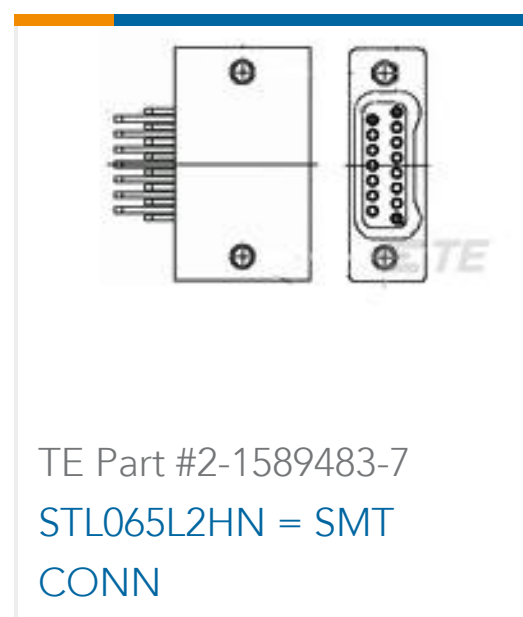 TE
TE Part #2-1589483-7
STL065L2HN = SMT
CONN